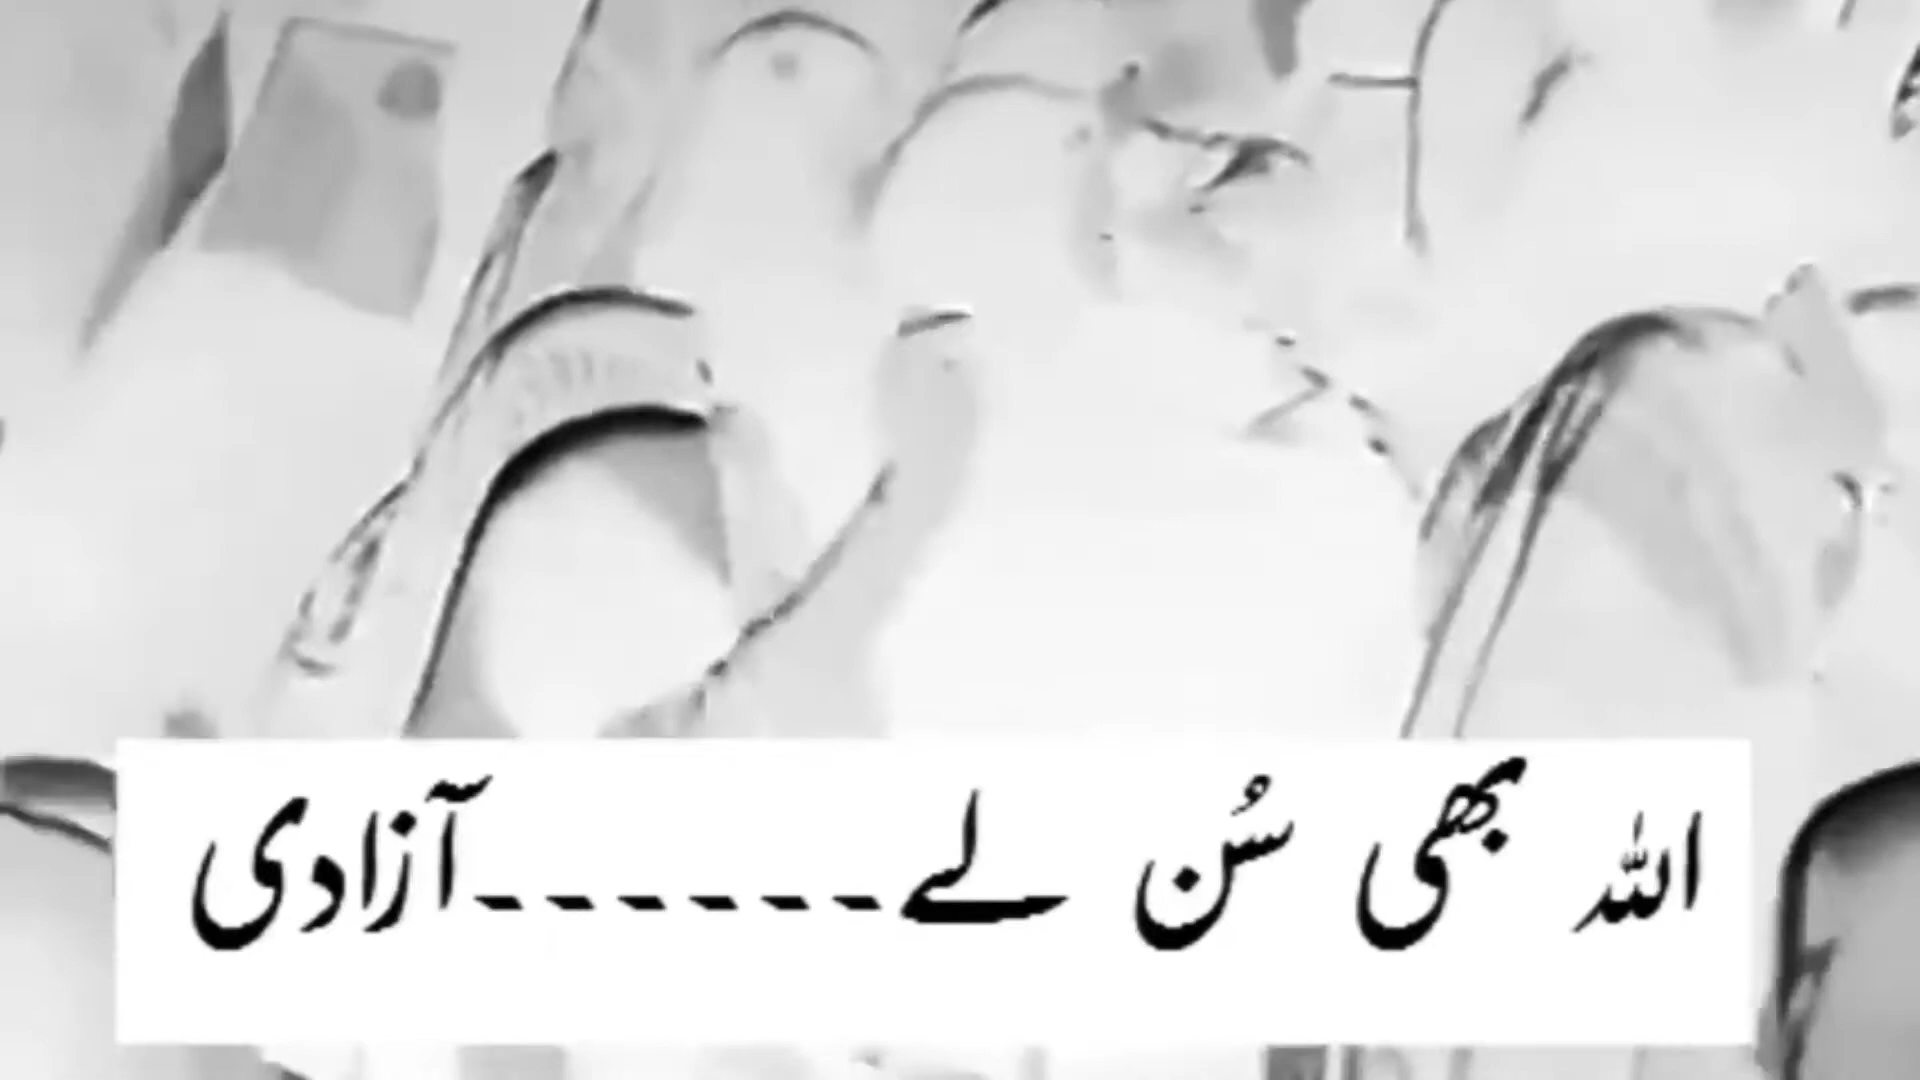 اللہ بھی سُن لے-------آزادی